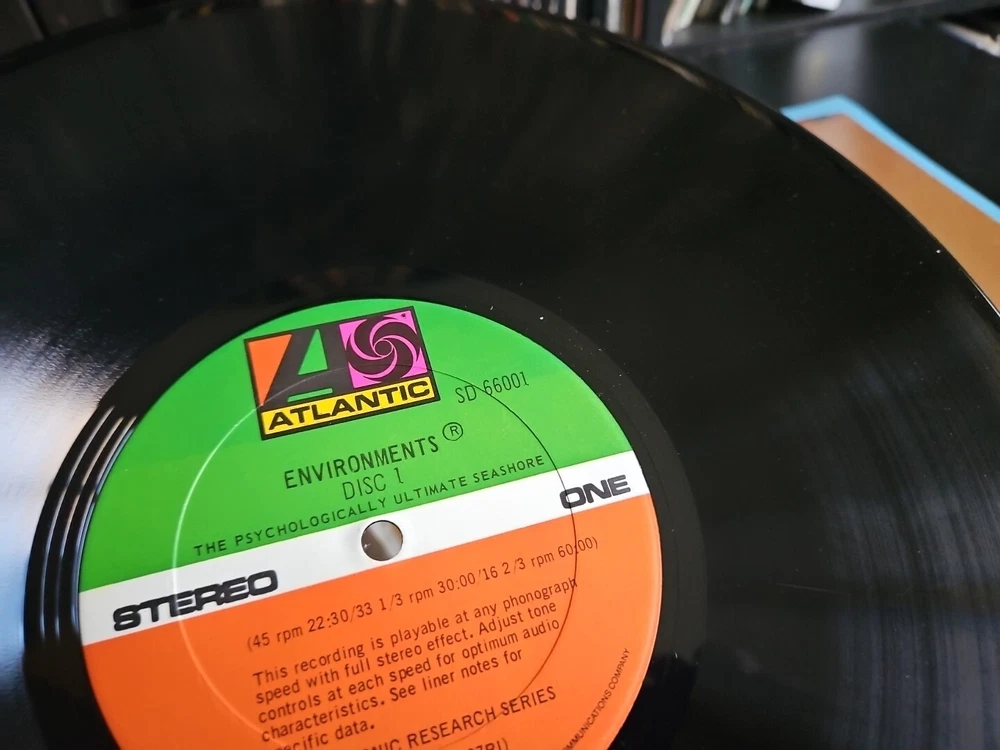 ATLANTIC
SD 66001
ENVIRONMENTS ®
DISC 1
THE PSYCHOLOGICALLY ULTIMATE SEASHORE
STEREO
ONE
(45 rpm 22:30/33 1/3 rpm 30:00/16 2/3 rpm 60:00)
This recording is playable at any phonograph
speed with full stereo effect. Adjust tone
controls at each speed for optimum audio
characteristics. See liner notes for
data.
RESEARCH SERIES
COMPANY